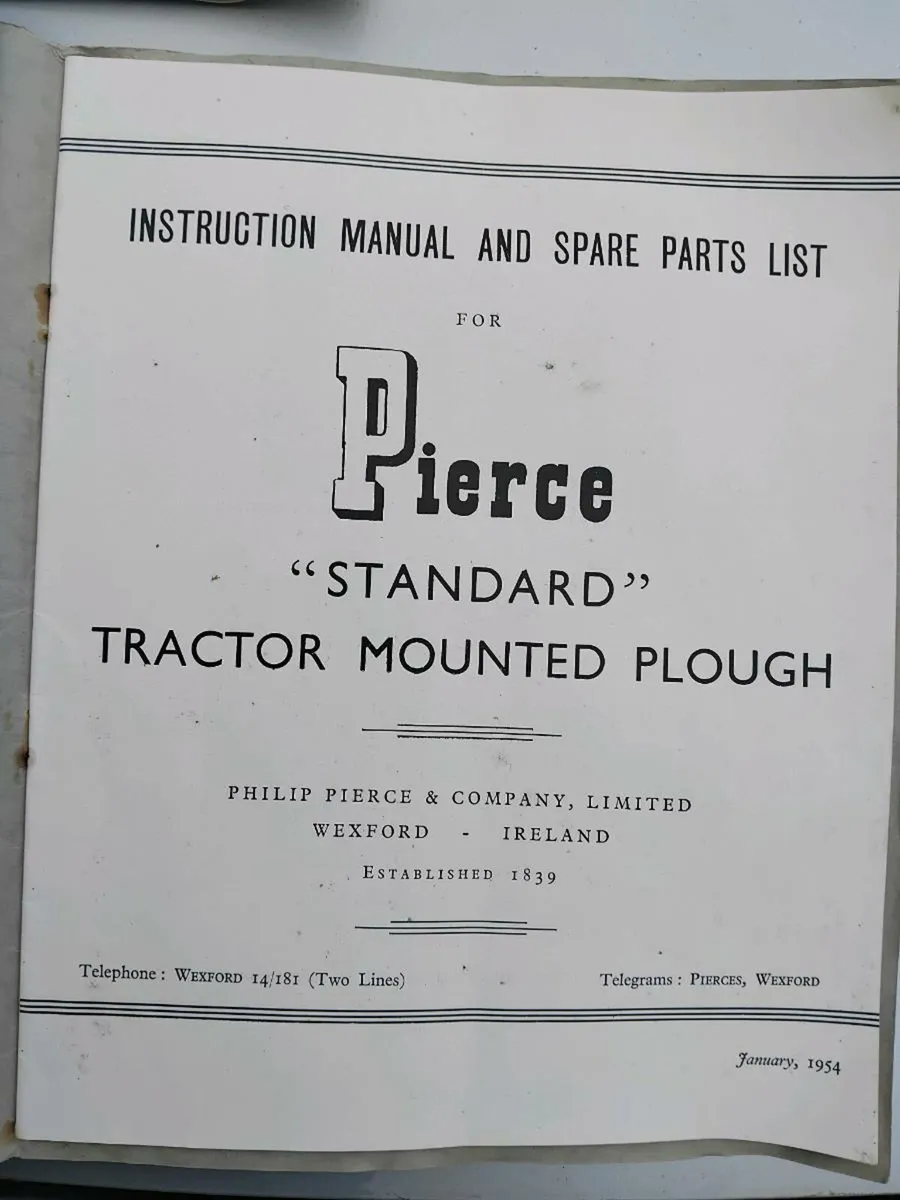 INSTRUCTION MANUAL AND SPARE PARTS LIST
FOR
Pierce
“STANDARD”
TRACTOR MOUNTED PLOUGH
PHILIP PIERCE & COMPANY, LIMITED
WEXFORD - IRELAND
ESTABLISHED 1839
Telephone : WEXFORD 14/181 (Two Lines)
Telegrams : PIERCES, WEXFORD
January, 1954